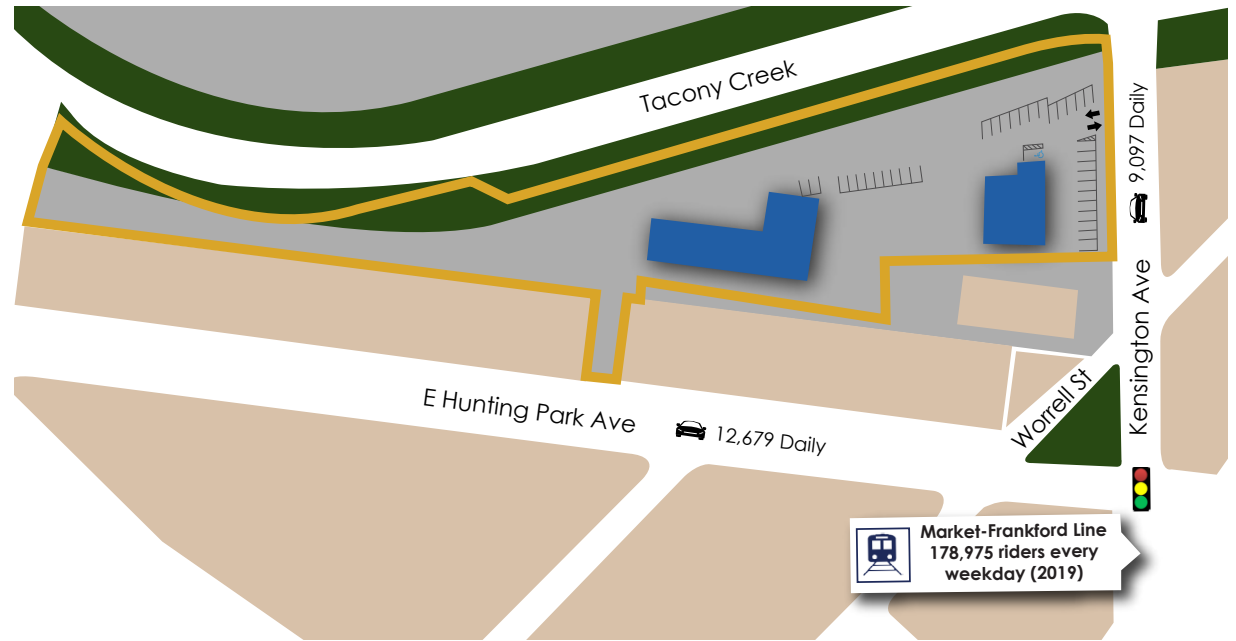 Tacony Creek
9,097 Daily
Kensington Ave
Worrell St
E Hunting Park Ave
12,679 Daily
Market-Frankford Line
178,975 riders every
weekday (2019)